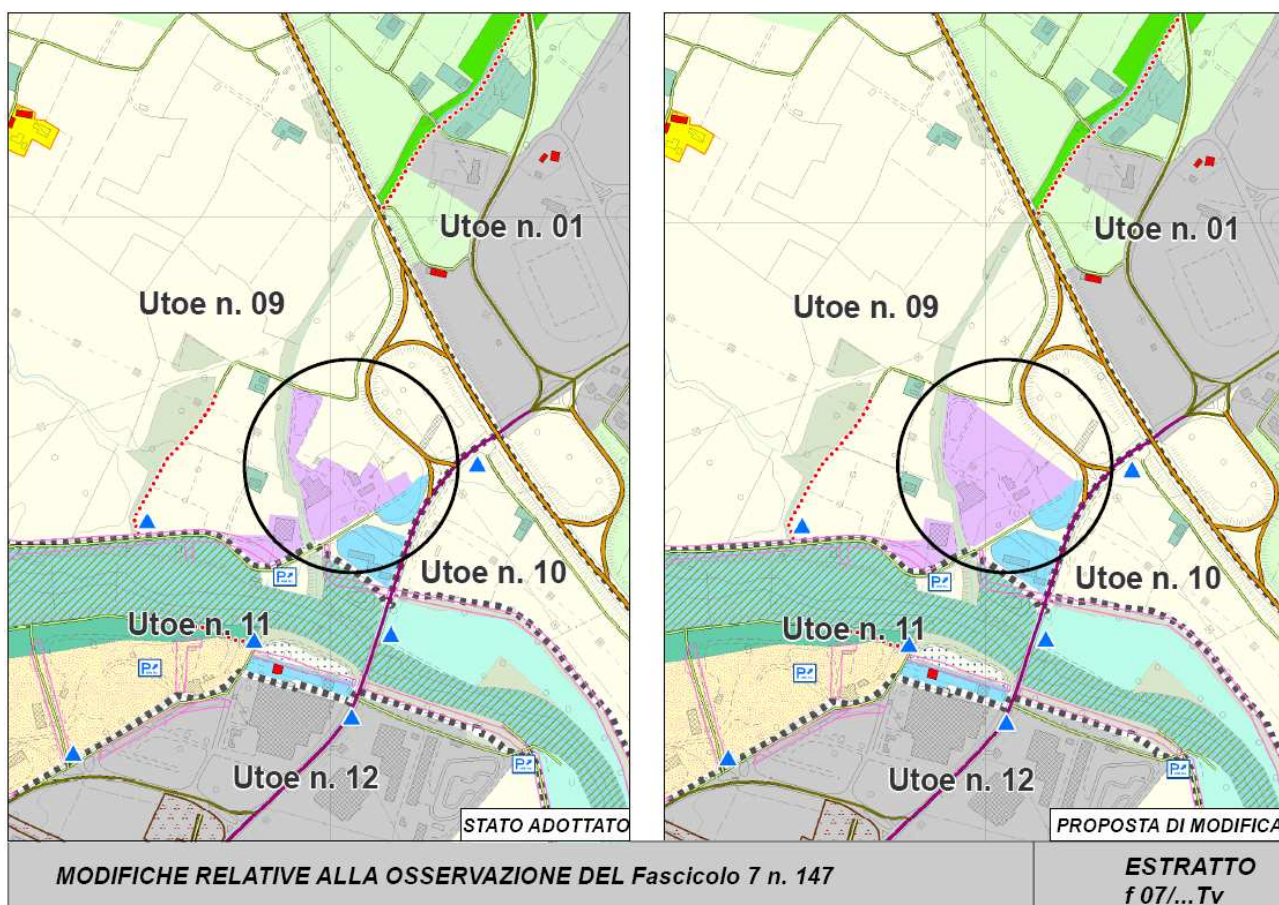 Utoe n. 01
Utoe n. 09
Utoe n. 10
Utoe n. 11
Utoe n. 12
P
P
P
STATO ADOTTATO
Utoe n. 01
Utoe n. 09
Utoe n. 10
Utoe n. 11
Utoe n. 12
P
P
P
PROPOSTA DI MODIFICA
MODIFICHE RELATIVE ALLA OSSERVAZIONE DEL Fascicolo 7 n. 147
ESTRATTO
f 07/...Tv